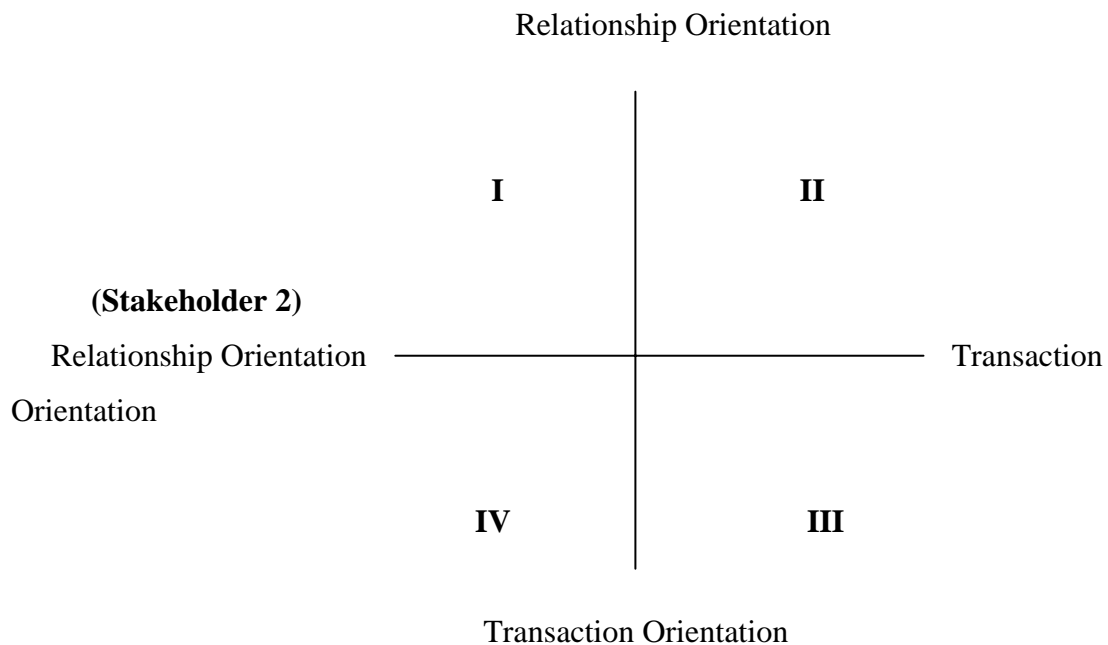 Relationship Orientation
I II
(Stakeholder 2)
Relationship Orientation Transaction
Orientation
IV III
Transaction Orientation